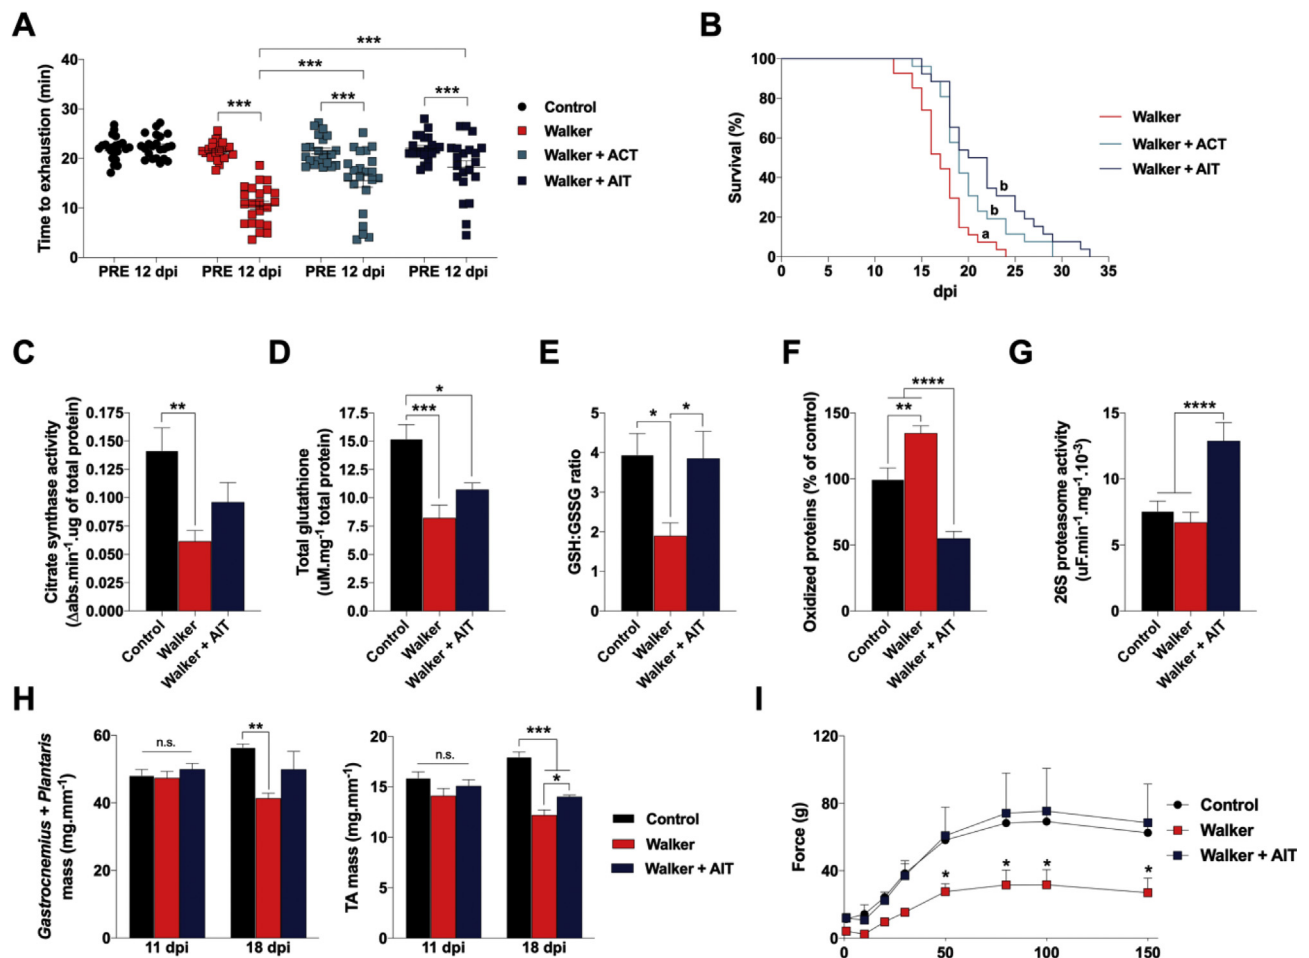 A
Time to exhaustion (min)
40
30
20
10
0
***
***
***
***
***
PRE 12 dpi PRE 12 dpi PRE 12 dpi PRE 12 dpi
Control
Walker
Walker + ACT
Walker + AIT
B
Survival (%)
100
80
60
40
20
0
b
b
a
0 5 10 15 20 25 30 35
dpi
Walker
Walker + ACT
Walker + AIT
C
Citrate synthase activity
(Δabs.min⁻¹.ug of total protein)
0.175
0.150
0.125
0.100
0.075
0.050
0.025
0.000
**
Control
Walker
Walker + AIT
D
Total glutathione
(uM.mg⁻¹ total protein)
17.5
15.0
12.5
10.0
7.5
5.0
2.5
0.0
*
***
Control
Walker
Walker + AIT
E
GSH:GSSG ratio
5
4
3
2
1
0
* *
Control
Walker
Walker + AIT
F
Oxidized proteins (% of control)
150
100
50
0
****
**
Control
Walker
Walker + AIT
G
26S proteasome activity
(uF.min⁻¹.mg⁻¹.10⁻³)
15
10
5
0
****
Control
Walker
Walker + AIT
H
Gastrocnemius + Plantaris
mass (mg.mm⁻¹)
60
40
20
0
n.s.
**
11 dpi 18 dpi
TA mass (mg.mm⁻¹)
20
15
10
5
0
n.s.
***
*
11 dpi 18 dpi
Control
Walker
Walker + AIT
I
Force (g)
120
80
40
0
* * * *
0 50 100 150
Control
Walker
Walker + AIT